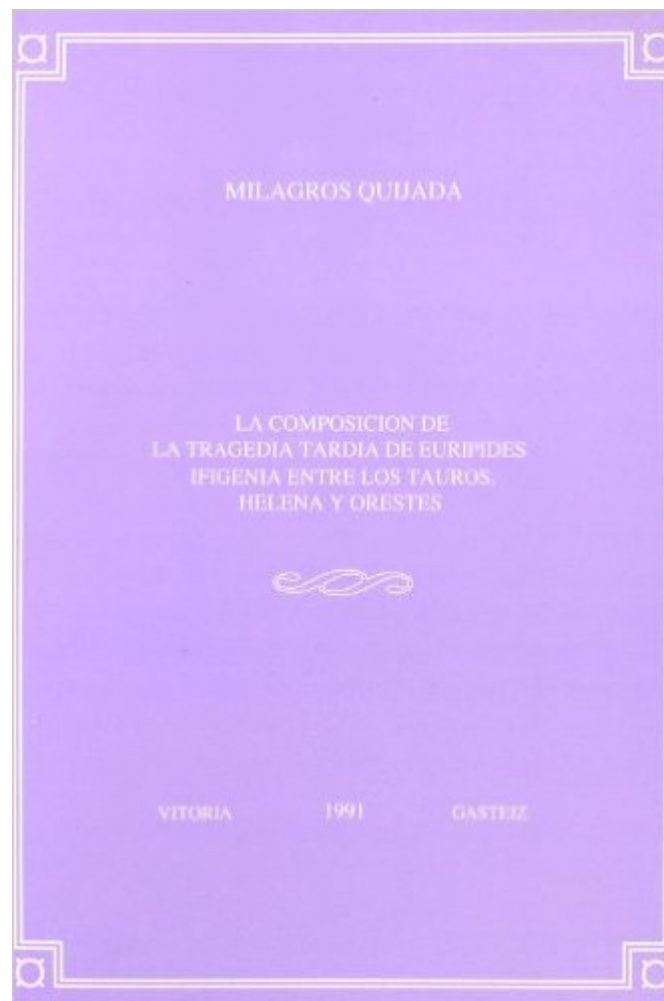 MILAGROS QUIJADA
LA COMPOSICION DE
LA TRAGEDIA TARDIA DE EURIPIDES
IFIGENIA ENTRE LOS TAUROS,
HELENA Y ORESTES
VITORIA 1991 GASTEIZ